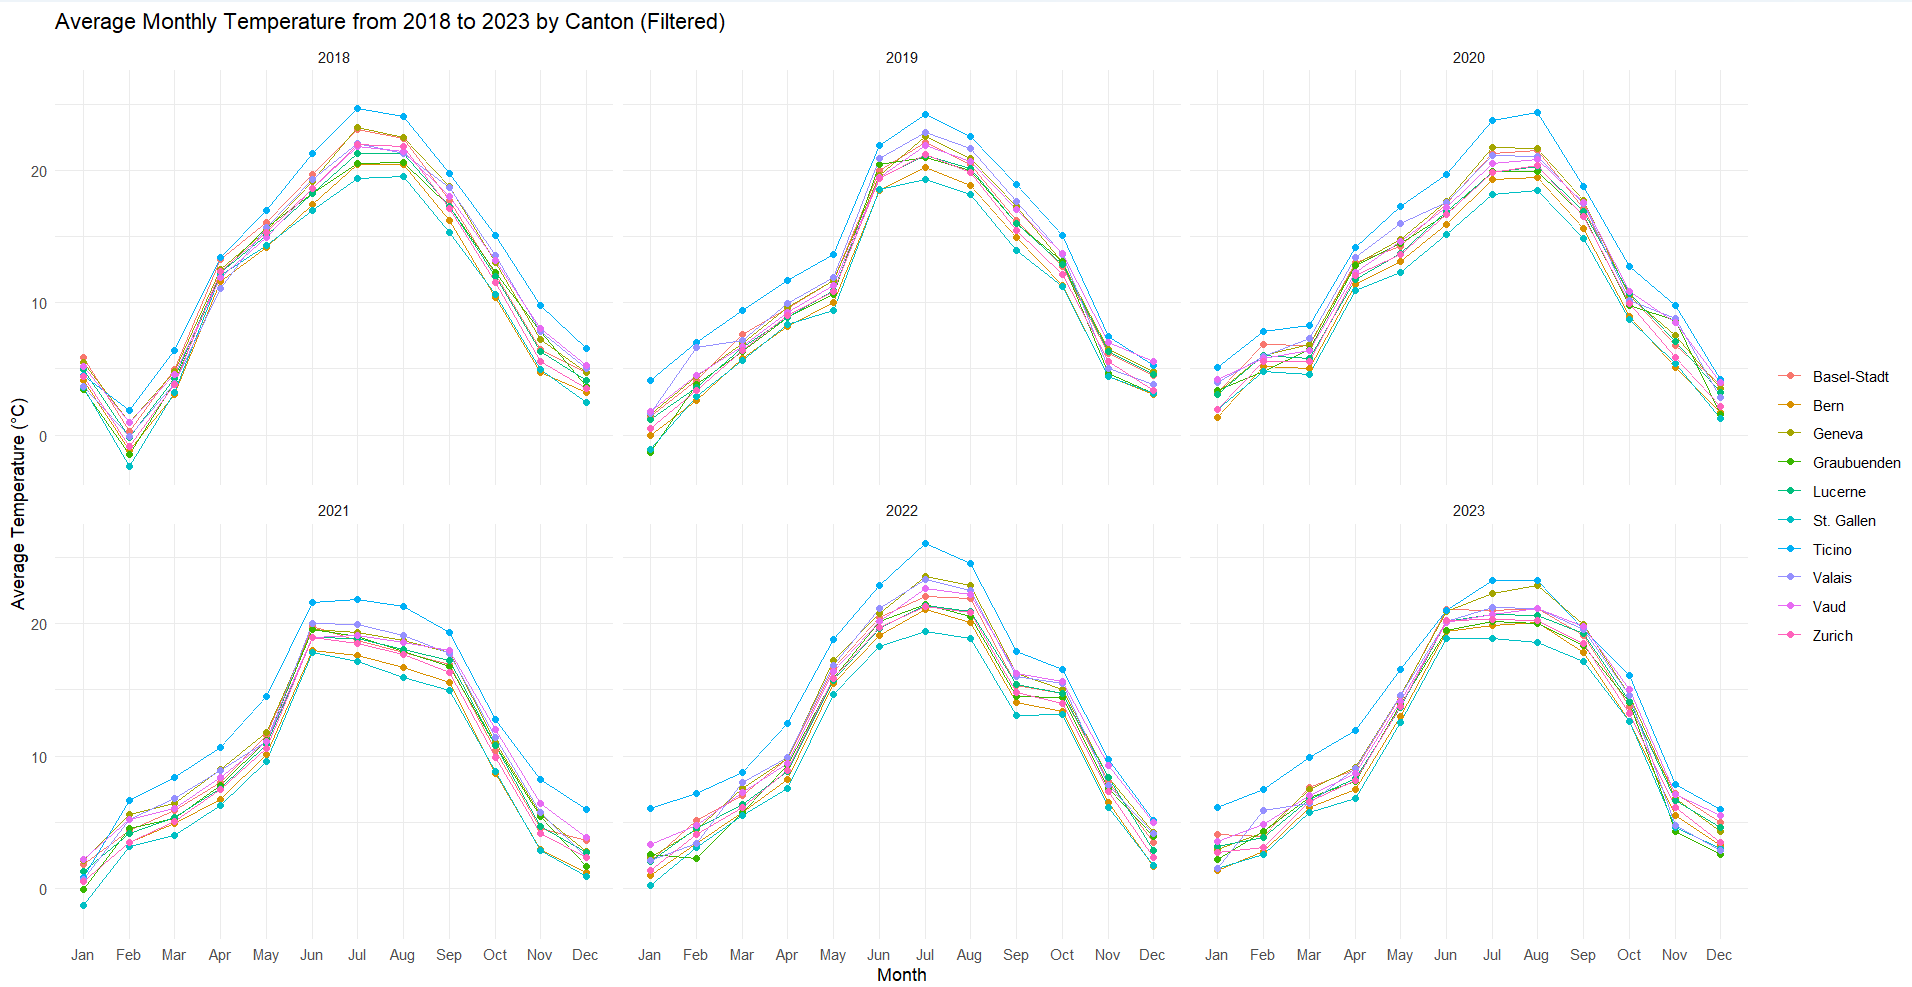 Average Monthly Temperature from 2018 to 2023 by Canton (Filtered)
2018 2019 2020
20
10
0
2021 2022 2023
20
10
0
Average Temperature (°C)
Jan Feb Mar Apr May Jun Jul Aug Sep Oct Nov Dec Jan Feb Mar Apr May Jun Jul Aug Sep Oct Nov Dec Jan Feb Mar Apr May Jun Jul Aug Sep Oct Nov Dec
Month
Basel-Stadt
Bern
Geneva
Graubuenden
Lucerne
St. Gallen
Ticino
Valais
Vaud
Zurich